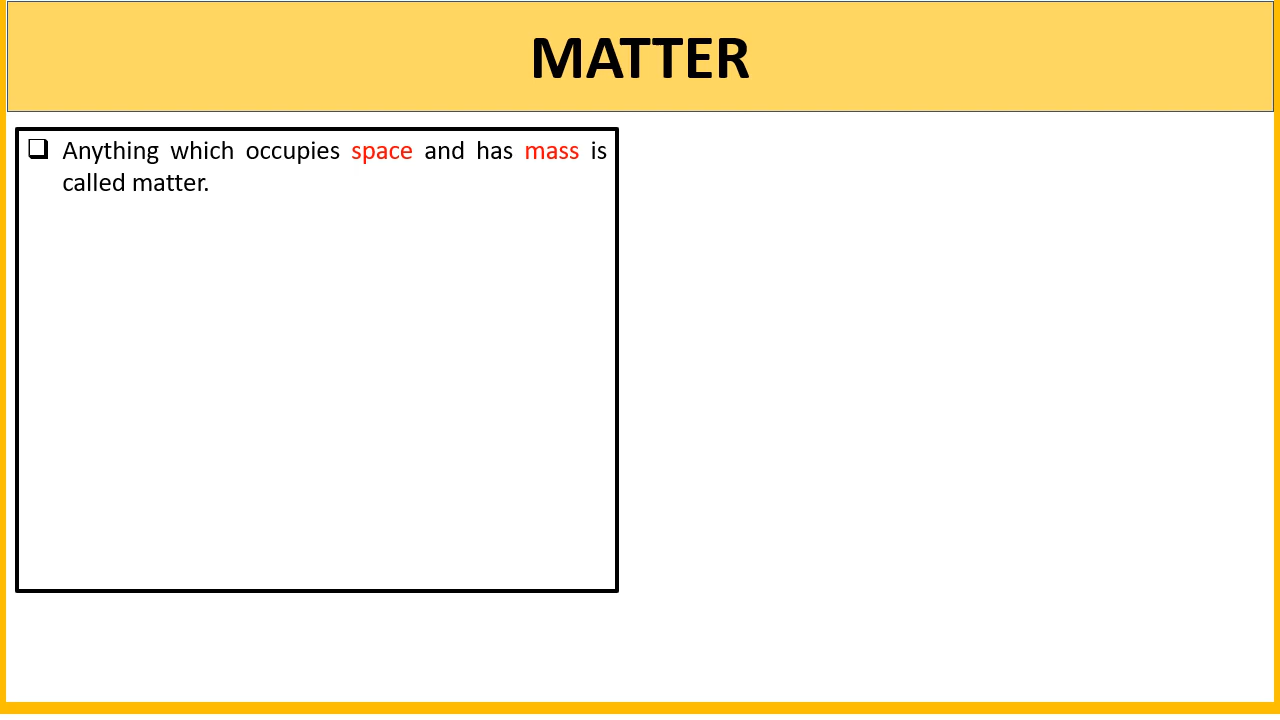 MATTER
❑ Anything which occupies space and has mass is
called matter.